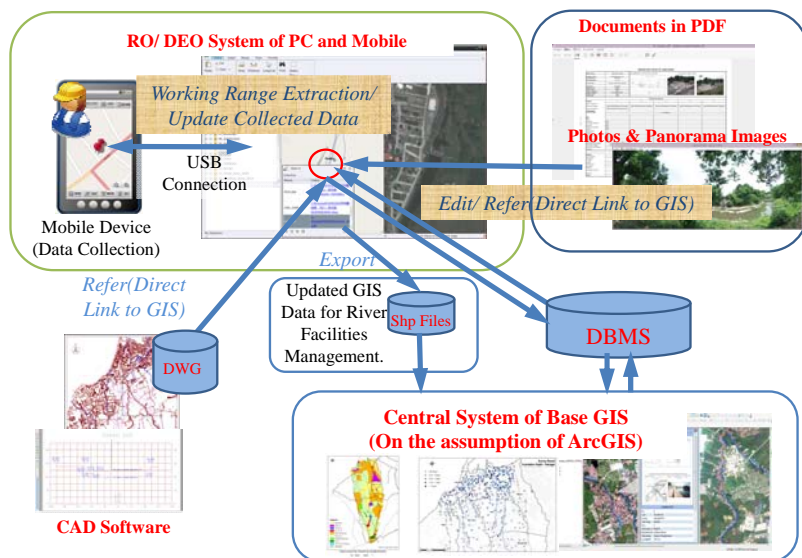 RO/ DEO System of PC and Mobile
Documents in PDF
Working Range Extraction/
Update Collected Data
USB
Connection
Mobile Device
(Data Collection)
Photos & Panorama Images
Edit/ Refer(Direct Link to GIS)
Refer(Direct
Link to GIS)
Export
Updated GIS
Data for River
Facilities
Management.
Shp Files
DBMS
DWG
CAD Software
Central System of Base GIS
(On the assumption of ArcGIS)